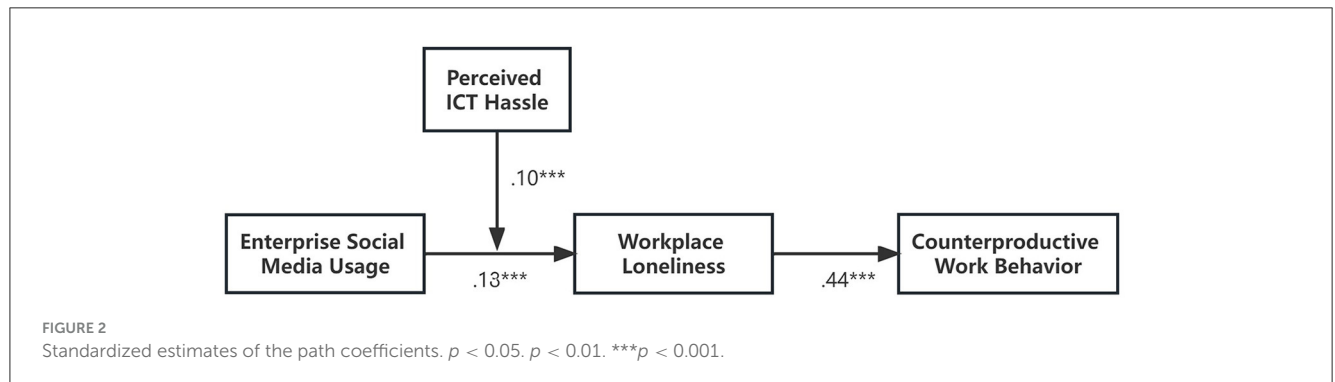 Perceived
ICT Hassle
.10***
Enterprise Social
Media Usage
.13***
Workplace
Loneliness
.44***
Counterproductive
Work Behavior
FIGURE 2
Standardized estimates of the path coefficients. p < 0.05. p < 0.01. ***p < 0.001.